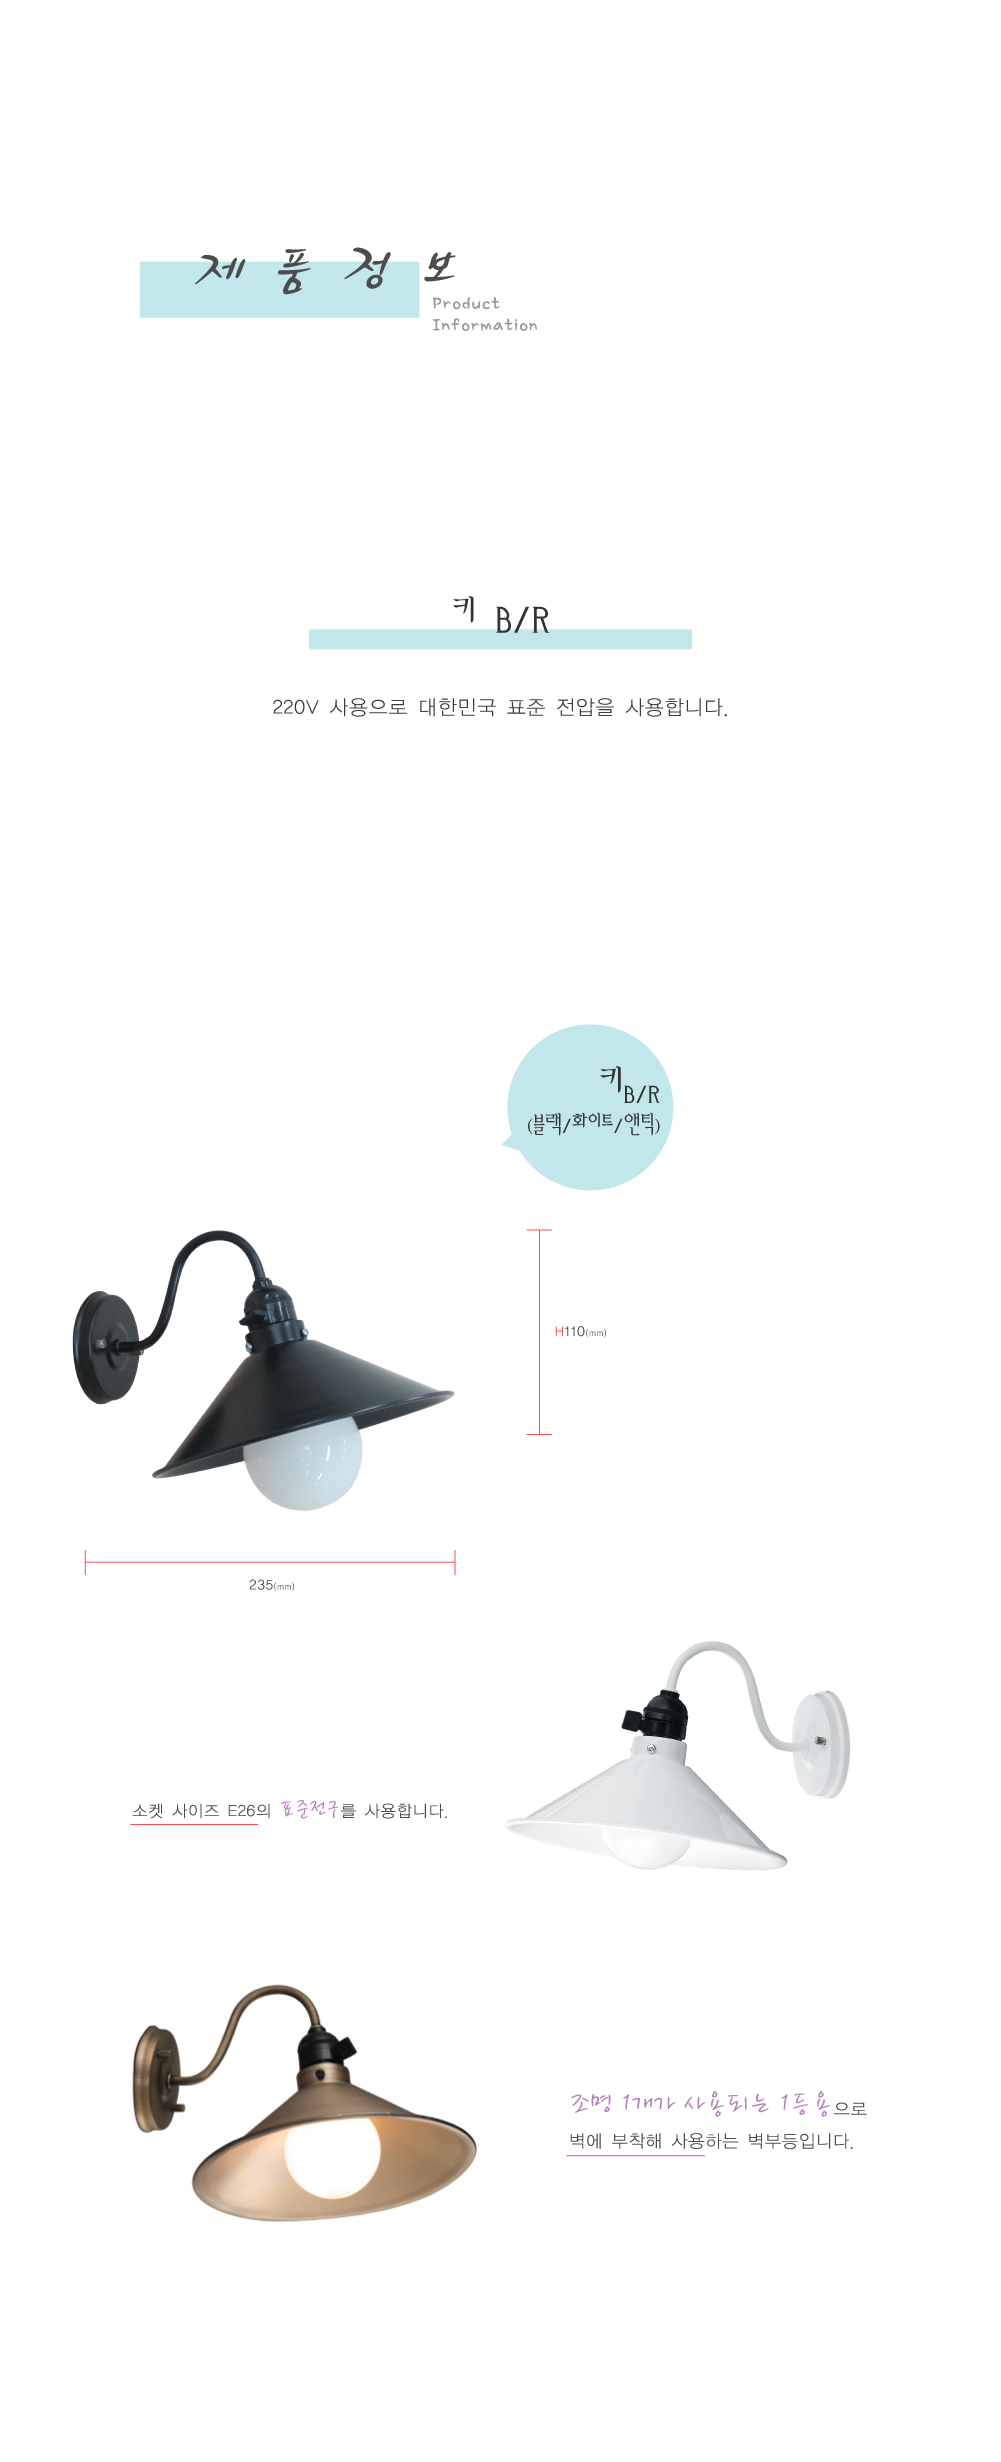 제 품 정 보
Product
Information
키 B/R
220V 사용으로 대한민국 표준 전압을 사용합니다.
키B/R
(블랙/화이트/앤틱)
H110(mm)
235(mm)
소켓 사이즈 E26의 표준전구를 사용합니다.
조명 1개가 사용되는 1등용으로
벽에 부착해 사용하는 벽부등입니다.